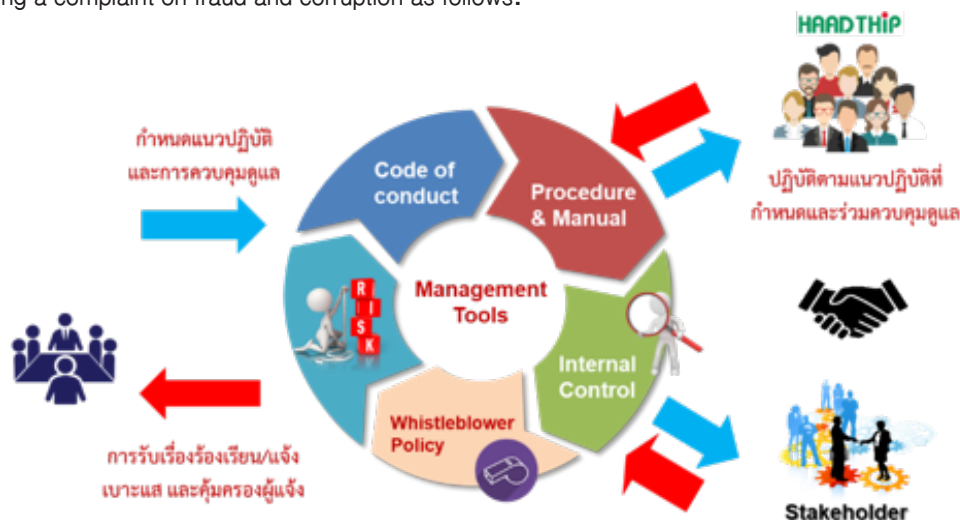 ing a complaint on fraud and corruption as follows.
HAADTHIP
กำหนดแนวปฏิบัติ
และการควบคุมดูแล
Code of
conduct
Procedure
& Manual
ปฏิบัติตามแนวปฏิบัติที่
กำหนดและร่วมควบคุมดูแล
RISK
Management
Tools
Internal
Control
Whistleblower
Policy
การรับเรื่องร้องเรียน/แจ้ง
เบาะแส และคุ้มครองผู้แจ้ง
Stakeholder